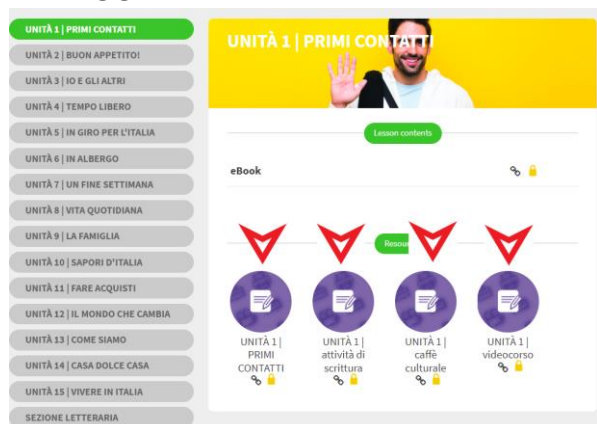 UNITÀ 1 | PRIMI CONTATTI
UNITÀ 2 | BUON APPETITO!
UNITÀ 3 | IO E GLI ALTRI
UNITÀ 4 | TEMPO LIBERO
UNITÀ 5 | IN GIRO PER L'ITALIA
UNITÀ 6 | IN ALBERGO
UNITÀ 7 | UN FINE SETTIMANA
UNITÀ 8 | VITA QUOTIDIANA
UNITÀ 9 | LA FAMIGLIA
UNITÀ 10 | SAPORI D'ITALIA
UNITÀ 11 | FARE ACQUISTI
UNITÀ 12 | IL MONDO CHE CAMBIA
UNITÀ 13 | COME SIAMO
UNITÀ 14 | CASA DOLCE CASA
UNITÀ 15 | VIVERE IN ITALIA
SEZIONE LETTERARIA
UNITÀ 1 | PRIMI CONTATTI
Lesson contents
eBook
Resou
UNITÀ 1 |
PRIMI
CONTATTI
UNITÀ 1 |
attività di
scrittura
UNITÀ 1 |
caffè
culturale
UNITÀ 1 |
videocorso